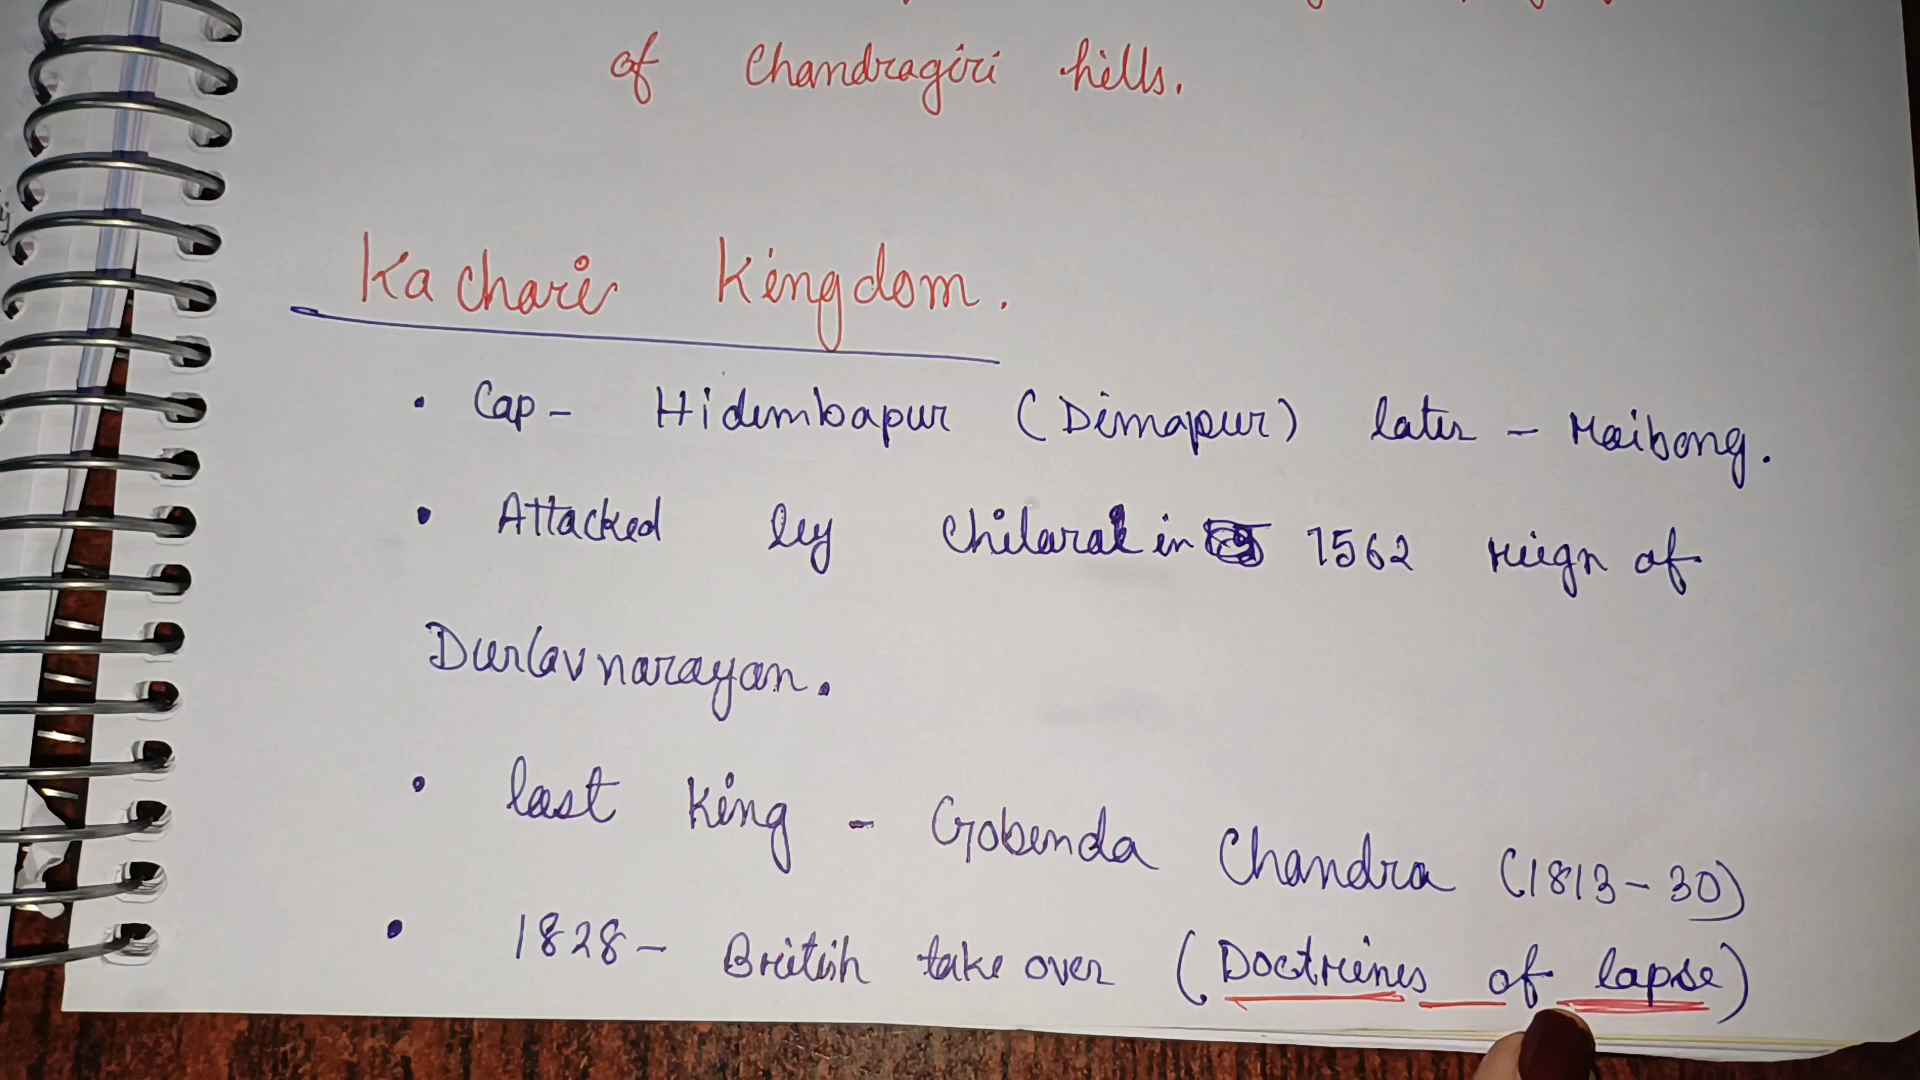 of Chandragiri hills.
Kachari Kingdom.
• Cap - Hidimbapur (Dimapur) later - Maibong.
• Attacked by Chilarai in 1562 reign of
Durlavnarayan.
• last King - Gobinda Chandra (1813-30)
• 1828 - British take over (Doctrines of lapse)